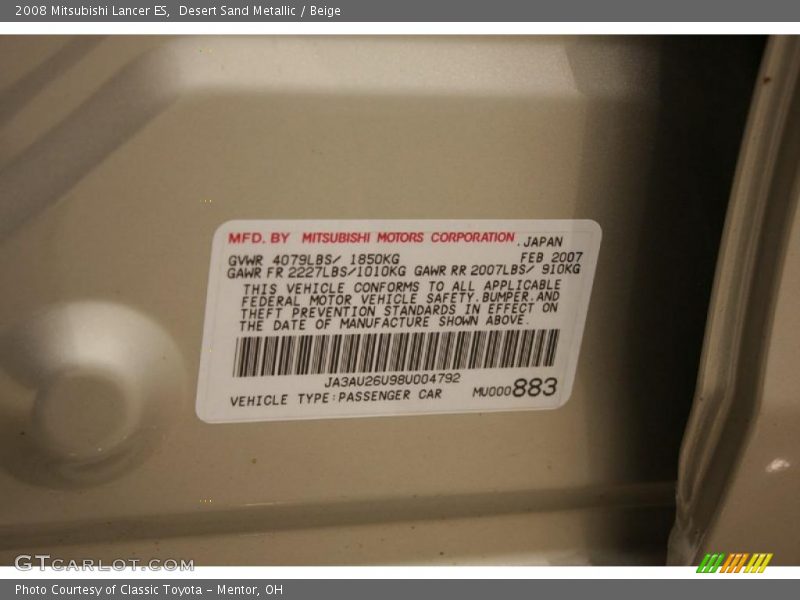 2008 Mitsubishi Lancer ES,  Desert Sand Metallic / Beige
MFD. BY MITSUBISHI MOTORS CORPORATION, JAPAN
GVWR 4079LBS/ 1850KG FEB 2007
GAWR FR 2227LBS/1010KG GAWR RR 2007LBS/ 910KG
THIS VEHICLE CONFORMS TO ALL APPLICABLE
FEDERAL MOTOR VEHICLE SAFETY,BUMPER,AND
THEFT PREVENTION STANDARDS IN EFFECT ON
THE DATE OF MANUFACTURE SHOWN ABOVE.
JA3AU26U98U004792
VEHICLE TYPE:PASSENGER CAR MU000883
GTCARLOT.COM
Photo Courtesy of Classic Toyota - Mentor, OH